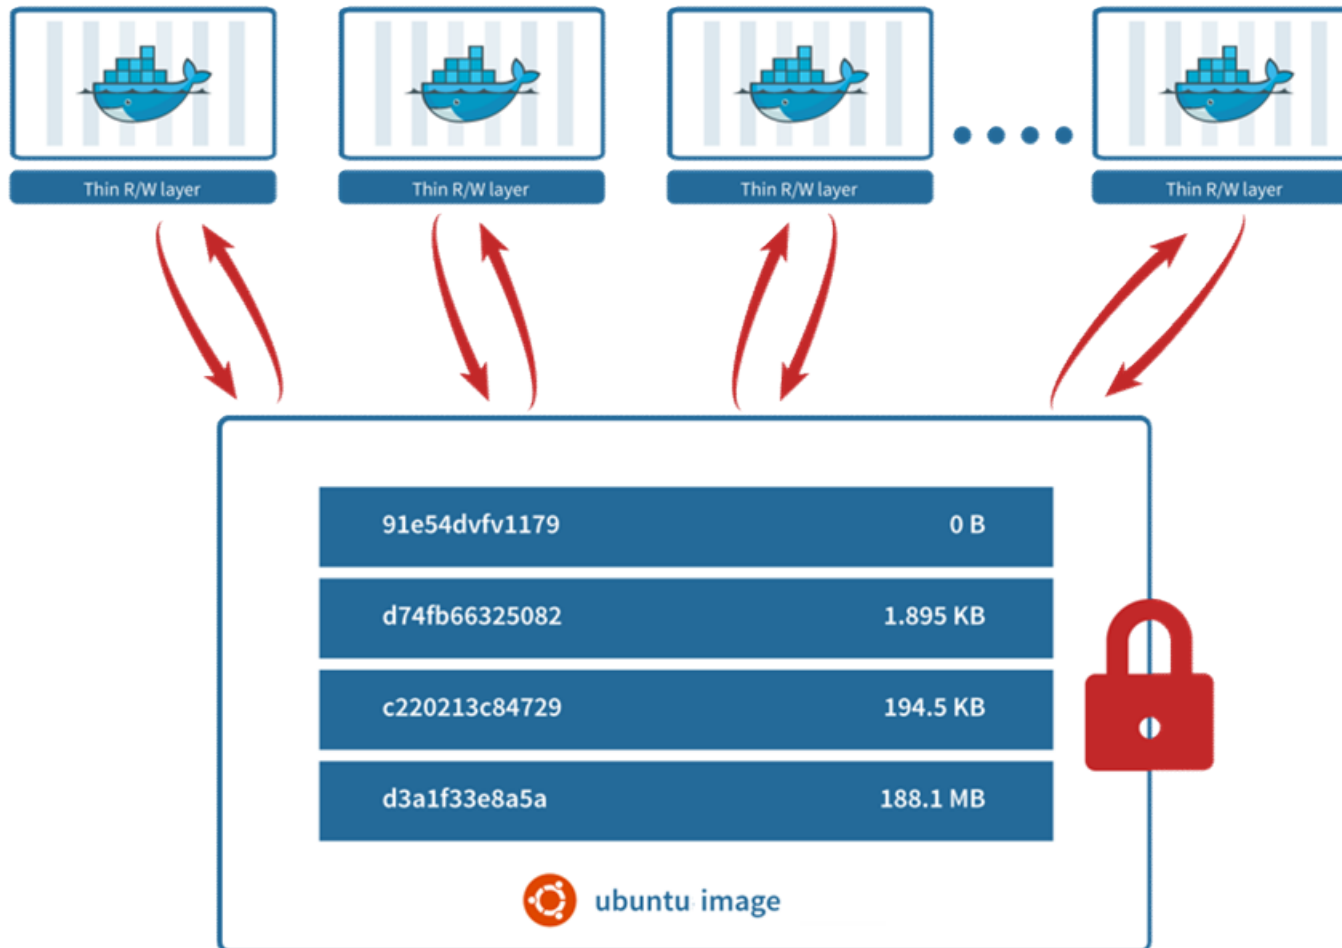 Thin R/W layer Thin R/W layer Thin R/W layer Thin R/W layer
91e54dvfv1179 0 B
d74fb66325082 1.895 KB
c220213c84729 194.5 KB
d3a1f33e8a5a 188.1 MB
ubuntu image